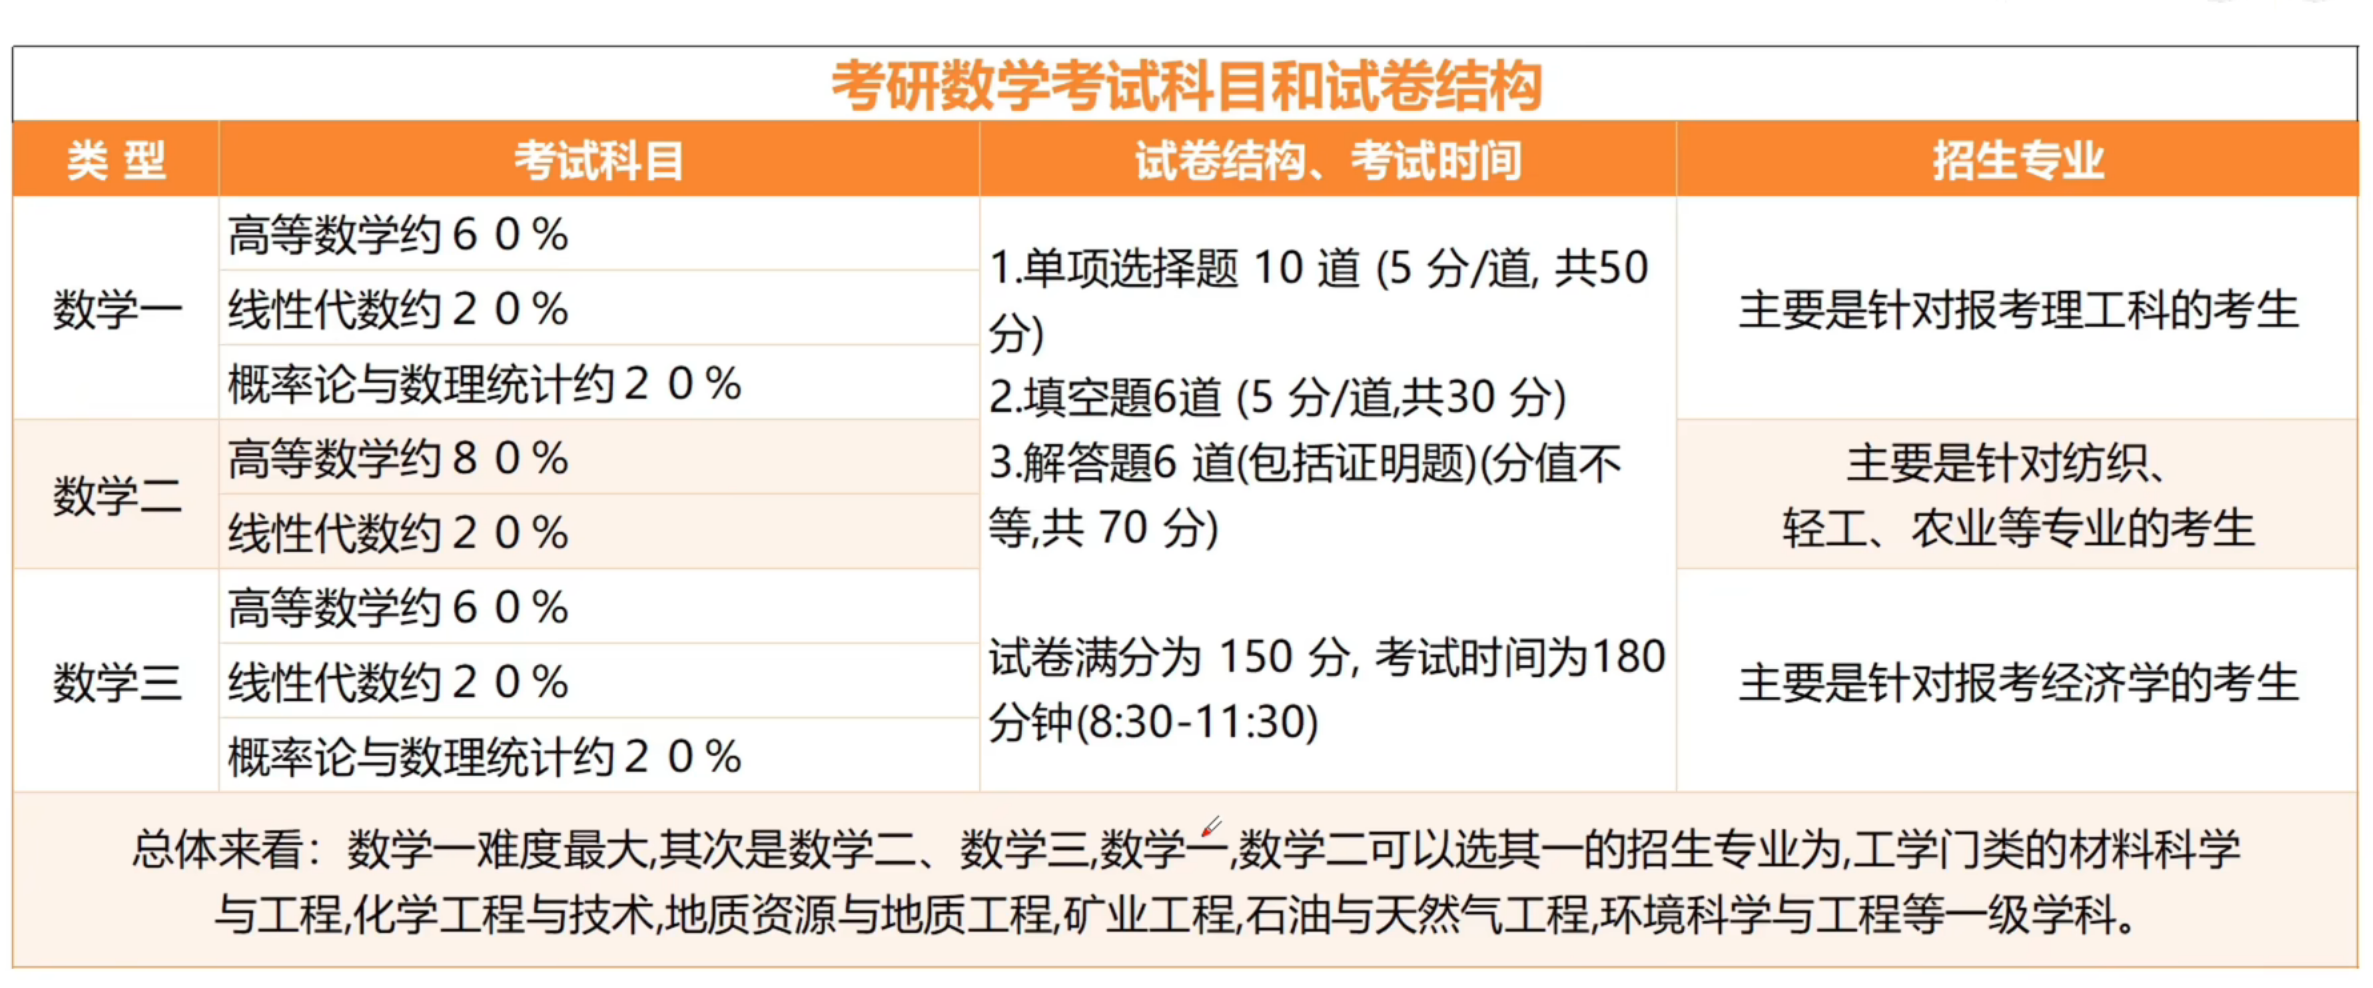 考研数学考试科目和试卷结构
类 型
考试科目
试卷结构、考试时间
招生专业
数学一
高等数学约６０%
线性代数约２０%
概率论与数理统计约２０%
1.单项选择题 10 道 (5 分/道, 共50
分)
2.填空题6道 (5 分/道,共30 分)
3.解答题6 道(包括证明题)(分值不
等,共 70 分)
试卷满分为 150 分, 考试时间为180
分钟(8:30-11:30)
主要是针对报考理工科的考生
数学二
高等数学约８０%
线性代数约２０%
主要是针对纺织、
轻工、农业等专业的考生
数学三
高等数学约６０%
线性代数约２０%
概率论与数理统计约２０%
主要是针对报考经济学的考生
总体来看：数学一难度最大,其次是数学二、数学三,数学一,数学二可以选其一的招生专业为,工学门类的材料科学
与工程,化学工程与技术,地质资源与地质工程,矿业工程,石油与天然气工程,环境科学与工程等一级学科。